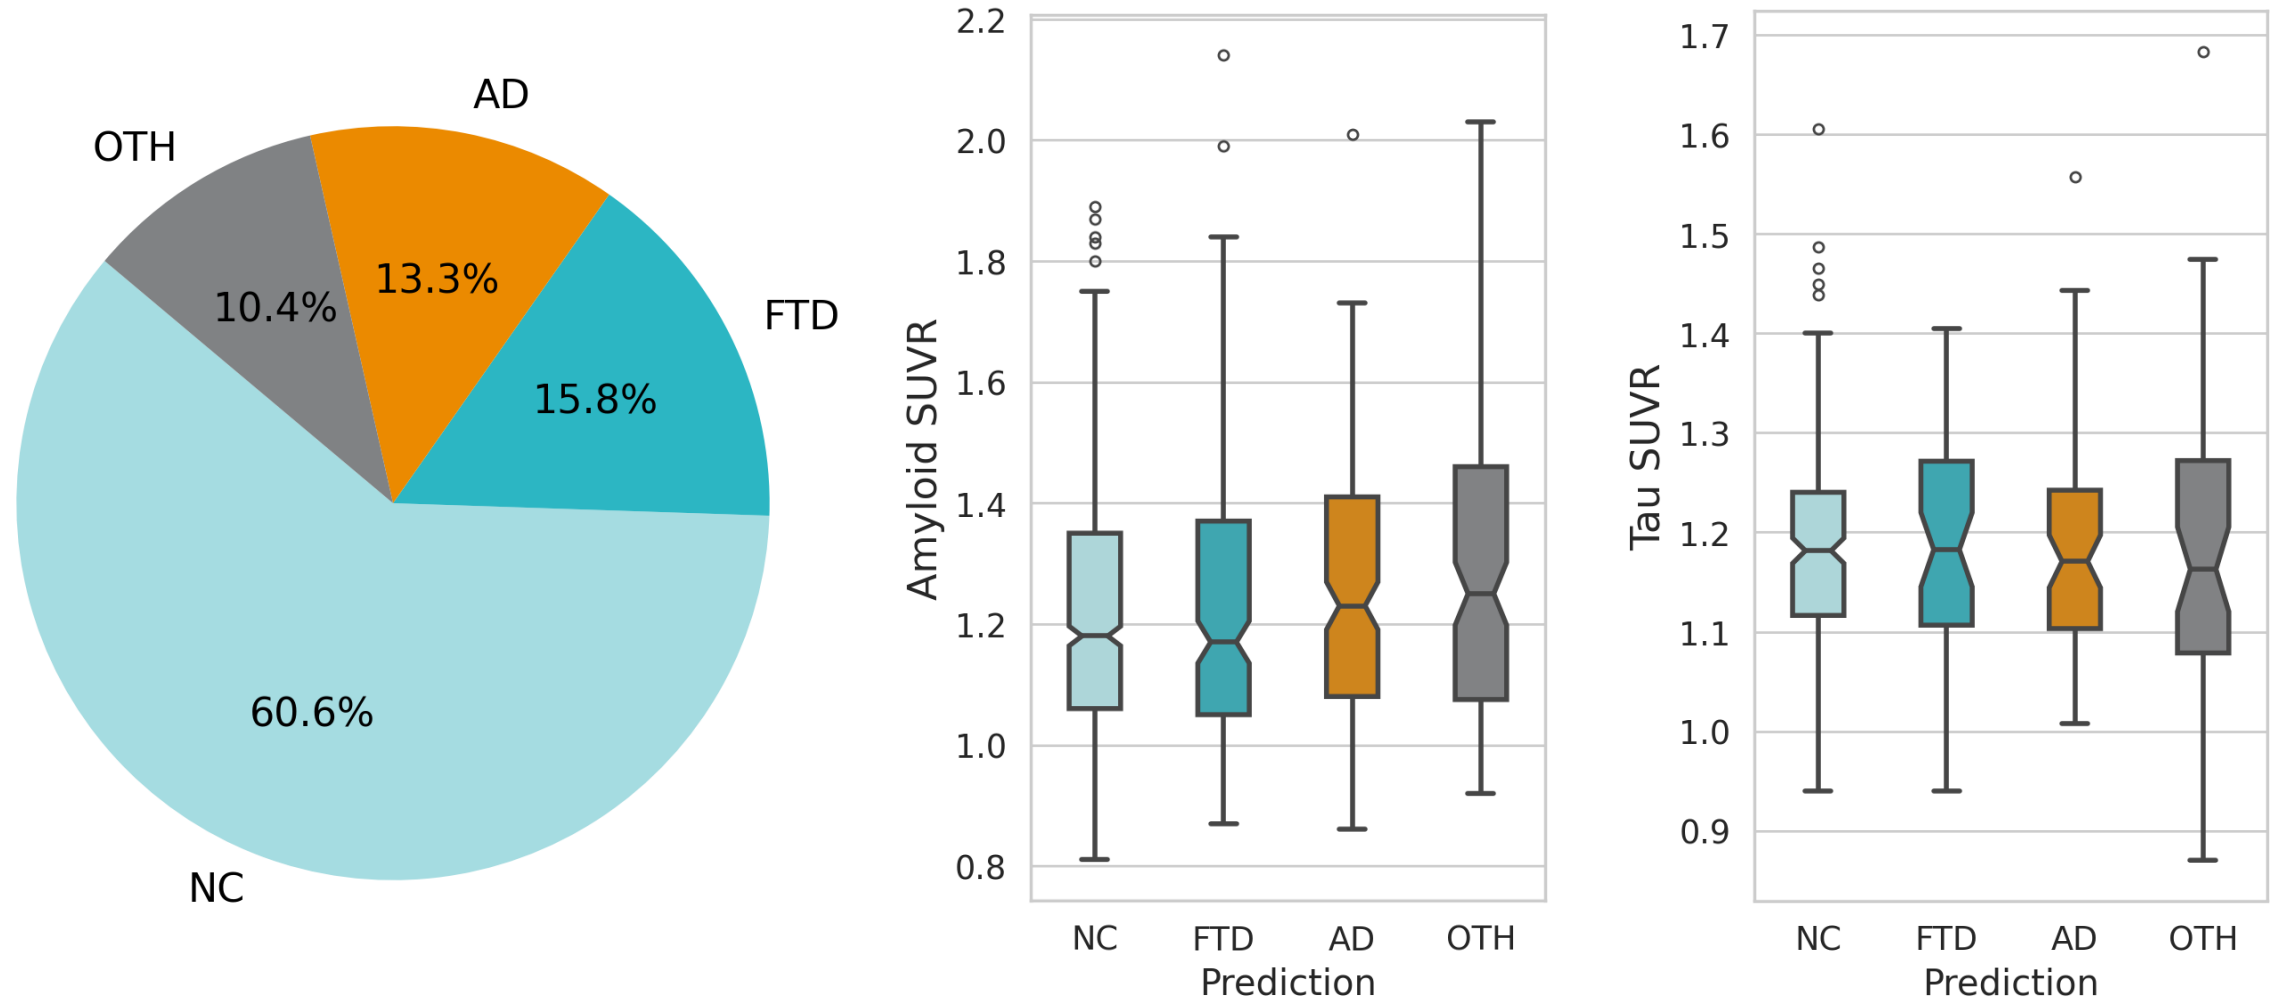 AD
OTH
13.3%
10.4%
FTD
15.8%
60.6%
NC
Amyloid SUVR
2.2
2.0
1.8
1.6
1.4
1.2
1.0
0.8
NC FTD AD OTH
Prediction
Tau SUVR
1.7
1.6
1.5
1.4
1.3
1.2
1.1
1.0
0.9
NC FTD AD OTH
Prediction